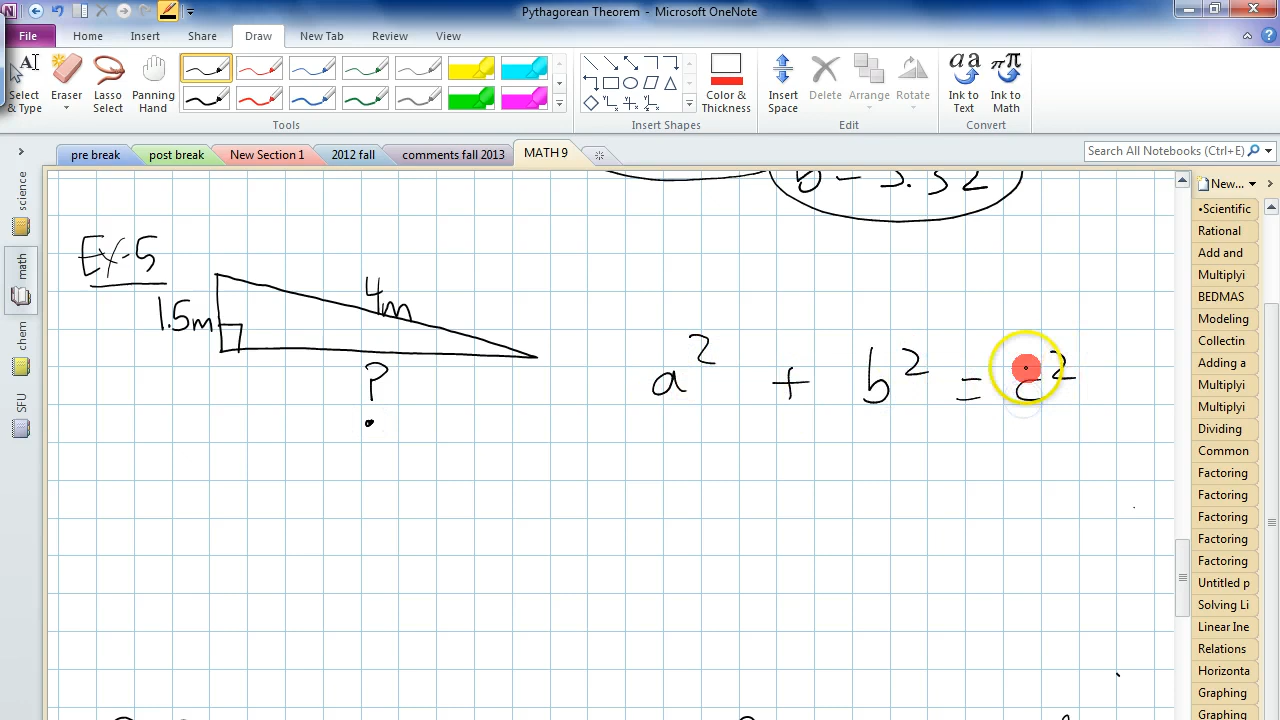 Pythagorean Theorem - Microsoft OneNote
File Home Insert Share Draw New Tab Review View
Select & Type
Eraser
Lasso Select
Panning Hand
Color & Thickness
Insert Space
Delete
Arrange
Rotate
Ink to Text
Ink to Math
Tools
Insert Shapes
Edit
Convert
pre break
post break
New Section 1
2012 fall
comments fall 2013
MATH 9
Search All Notebooks (Ctrl+E)
science
math
chem
SFU
b = 3.32
Ex-5
1.5m
4m
?
a² + b² = c²
New...
•Scientific
Rational
Add and
Multiplyi
BEDMAS
Modeling
Collectin
Adding a
Multiplyi
Multiplyi
Dividing
Common
Factoring
Factoring
Factoring
Factoring
Factoring
Untitled p
Solving Li
Linear Ine
Relations
Horizonta
Graphing
Graphing